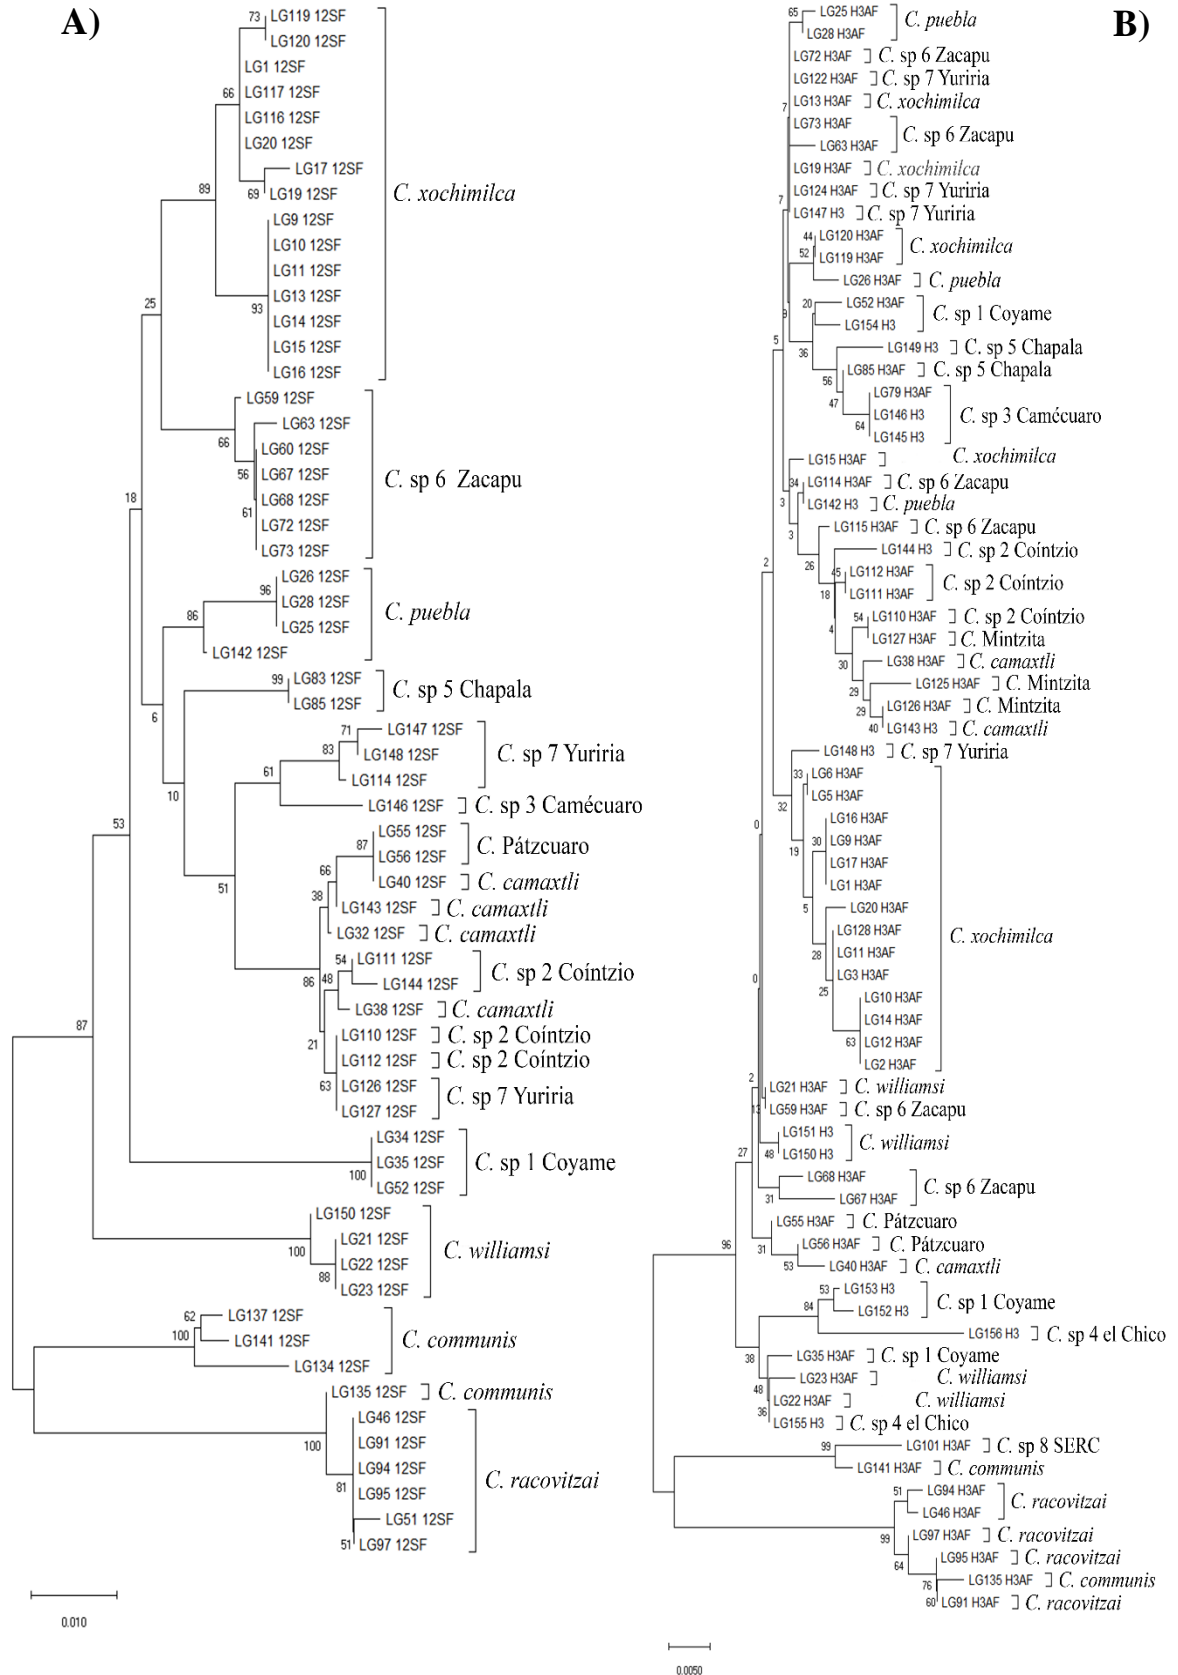 A)
73
LG119 12SF
LG120 12SF
LG1 12SF
66
LG117 12SF
LG116 12SF
LG20 12SF
LG17 12SF
89
69
LG19 12SF
C. xochimilca
LG9 12SF
LG10 12SF
LG11 12SF
LG13 12SF
93
LG14 12SF
LG15 12SF
LG16 12SF
25
LG59 12SF
LG63 12SF
66
LG60 12SF
56
LG67 12SF
C. sp 6 Zacapu
LG68 12SF
61
LG72 12SF
LG73 12SF
18
LG26 12SF
96
LG28 12SF
86
LG25 12SF
C. puebla
LG142 12SF
99
LG83 12SF
LG85 12SF
C. sp 5 Chapala
6
71
LG147 12SF
83
LG148 12SF
C. sp 7 Yuriria
61
LG114 12SF
10
LG146 12SF
C. sp 3 Camécuaro
53
LG55 12SF
87
LG56 12SF
C. Pátzcuaro
66
LG40 12SF
C. camaxtli
51
38
LG143 12SF
C. camaxtli
LG32 12SF
C. camaxtli
54
LG111 12SF
86
48
LG144 12SF
C. sp 2 Coíntzio
LG38 12SF
C. camaxtli
87
21
LG110 12SF
C. sp 2 Coíntzio
LG112 12SF
C. sp 2 Coíntzio
63
LG126 12SF
LG127 12SF
C. sp 7 Yuriria
LG34 12SF
LG35 12SF
C. sp 1 Coyame
100
LG52 12SF
LG150 12SF
LG21 12SF
100
LG22 12SF
C. williamsi
88
LG23 12SF
62
LG137 12SF
100
LG141 12SF
C. communis
LG134 12SF
LG135 12SF
C. communis
LG46 12SF
100
LG91 12SF
LG94 12SF
81
LG95 12SF
C. racovitzai
LG51 12SF
51
LG97 12SF
0.010
B)
65
LG25 H3AF
LG28 H3AF
C. puebla
LG72 H3AF
C. sp 6 Zacapu
LG122 H3AF
C. sp 7 Yuriria
7
LG13 H3AF
C. xochimilca
LG73 H3AF
LG63 H3AF
C. sp 6 Zacapu
LG19 H3AF
C. xochimilca
7
LG124 H3AF
C. sp 7 Yuriria
LG147 H3
C. sp 7 Yuriria
44
LG120 H3AF
52
LG119 H3AF
C. xochimilca
LG26 H3AF
C. puebla
20
LG52 H3AF
9
LG154 H3
C. sp 1 Coyame
5
36
LG149 H3
C. sp 5 Chapala
LG85 H3AF
C. sp 5 Chapala
56
LG79 H3AF
47
LG146 H3
C. sp 3 Camécuaro
64
LG145 H3
LG15 H3AF
C. xochimilca
34
LG114 H3AF
C. sp 6 Zacapu
3
LG142 H3
C. puebla
3
LG115 H3AF
C. sp 6 Zacapu
LG144 H3
C. sp 2 Coíntzio
2
26
45
LG112 H3AF
18
LG111 H3AF
C. sp 2 Coíntzio
54
LG110 H3AF
C. sp 2 Coíntzio
4
LG127 H3AF
C. Mintzita
30
LG38 H3AF
C. camaxtli
29
LG125 H3AF
C. Mintzita
29
LG126 H3AF
C. Mintzita
40
LG143 H3
C. camaxtli
LG148 H3
C. sp 7 Yuriria
33
LG6 H3AF
32
LG5 H3AF
0
LG16 H3AF
30
LG9 H3AF
19
LG17 H3AF
LG1 H3AF
5
LG20 H3AF
LG128 H3AF
C. xochimilca
28
LG11 H3AF
LG3 H3AF
0
25
LG10 H3AF
LG14 H3AF
63
LG12 H3AF
LG2 H3AF
2
LG21 H3AF
C. williamsi
13
LG59 H3AF
C. sp 6 Zacapu
LG151 H3
48
LG150 H3
C. williamsi
27
LG68 H3AF
31
LG67 H3AF
C. sp 6 Zacapu
LG55 H3AF
C. Pátzcuaro
96
31
LG56 H3AF
C. Pátzcuaro
53
LG40 H3AF
C. camaxtli
53
LG153 H3
84
LG152 H3
C. sp 1 Coyame
LG156 H3
C. sp 4 el Chico
38
LG35 H3AF
C. sp 1 Coyame
LG23 H3AF
C. williamsi
48
LG22 H3AF
C. williamsi
36
LG155 H3
C. sp 4 el Chico
99
LG101 H3AF
C. sp 8 SERC
LG141 H3AF
C. communis
51
LG94 H3AF
LG46 H3AF
C. racovitzai
99
LG97 H3AF
C. racovitzai
64
LG95 H3AF
C. racovitzai
76
LG135 H3AF
C. communis
60
LG91 H3AF
C. racovitzai
0.0050